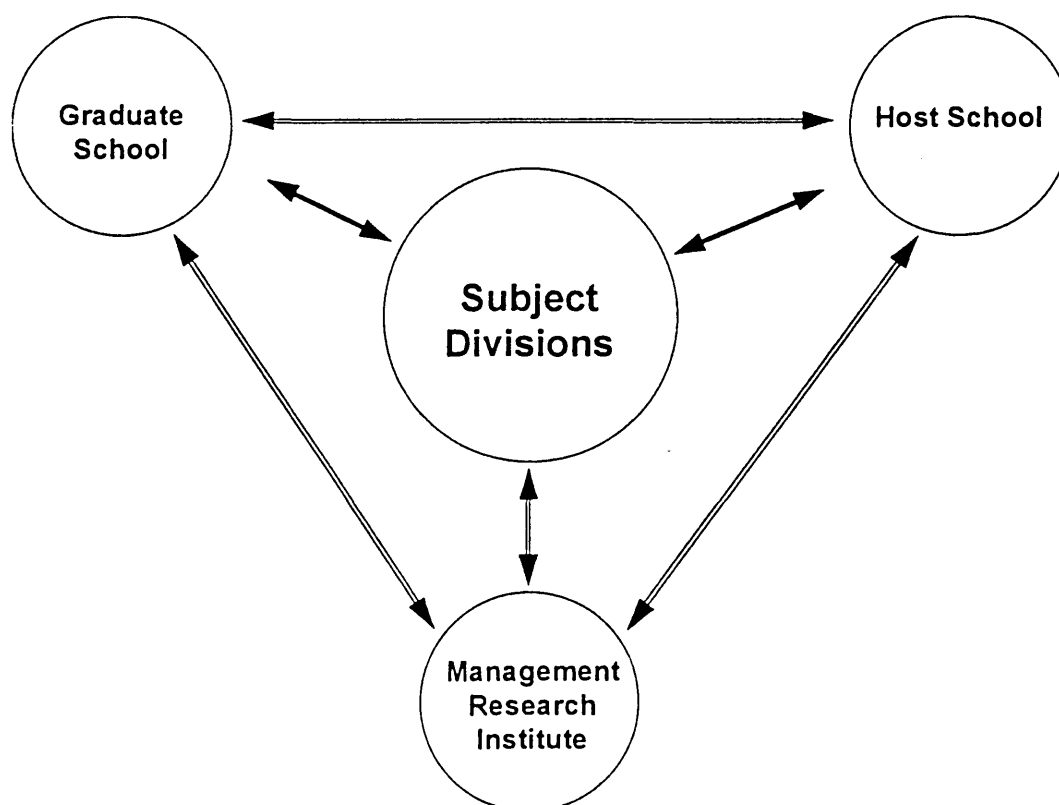 Graduate
School
Host School
Subject
Divisions
Management
Research
Institute